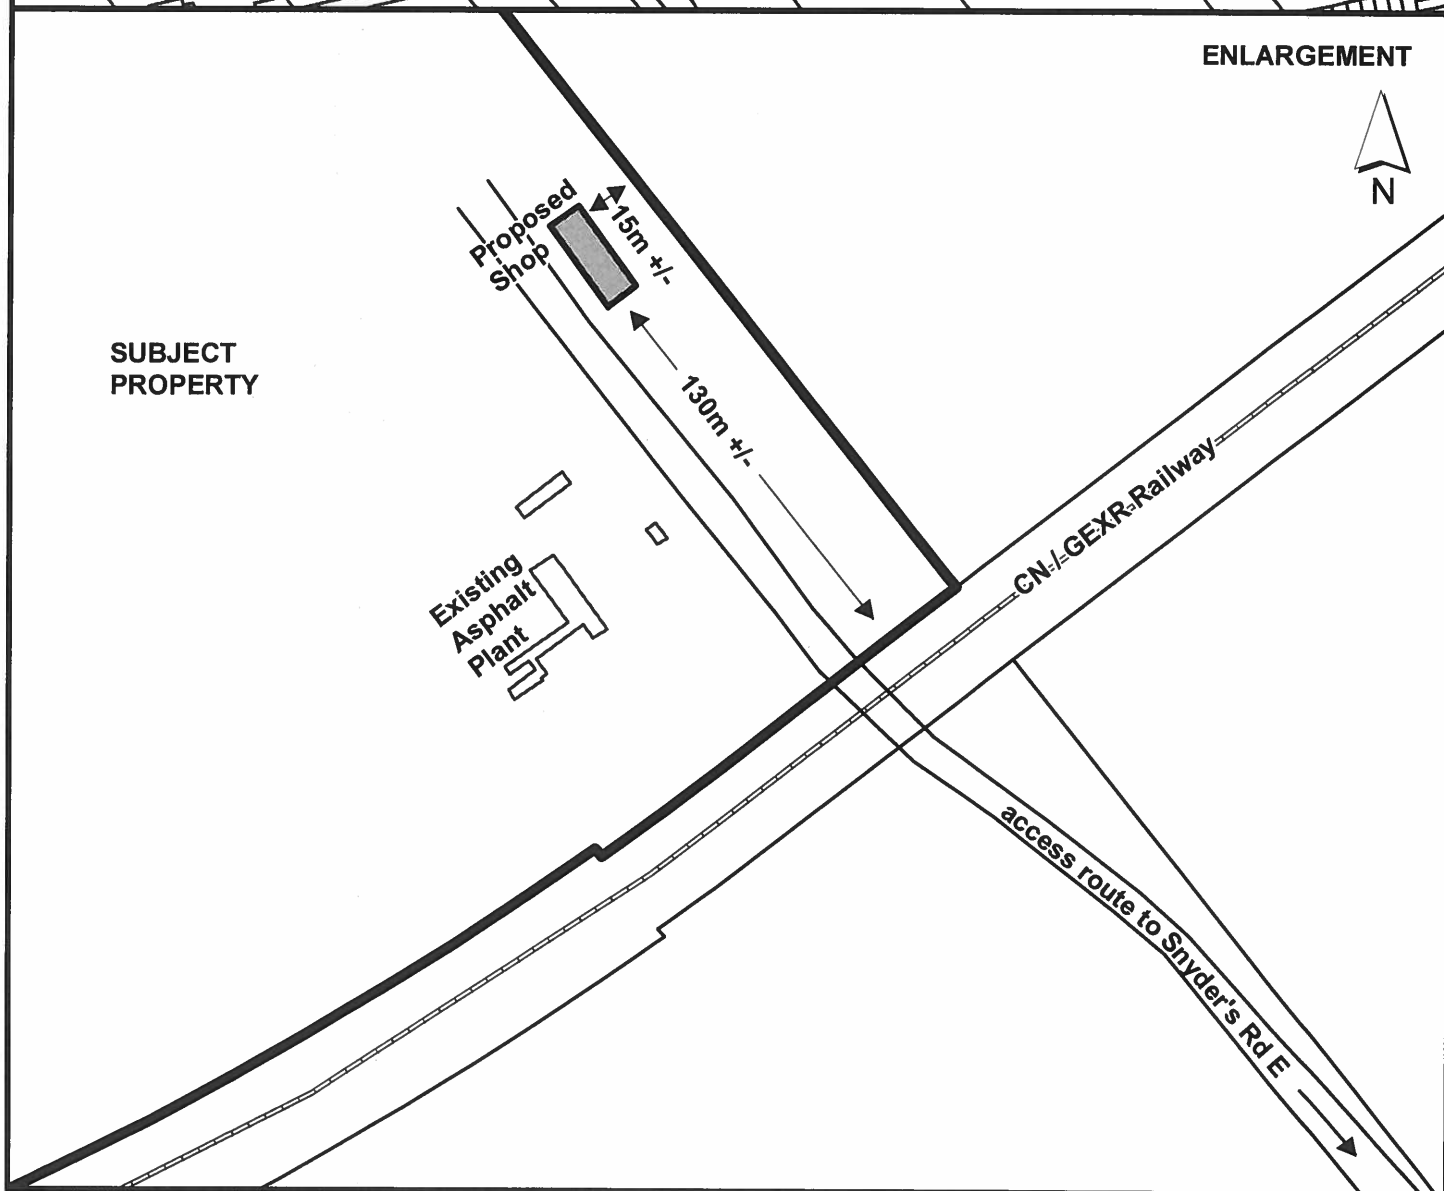 ENLARGEMENT
N
Proposed
Shop
15m +/-
SUBJECT
PROPERTY
130m +/-
CN / GEXR Railway
Existing
Asphalt
Plant
access route to Snyder's Rd E